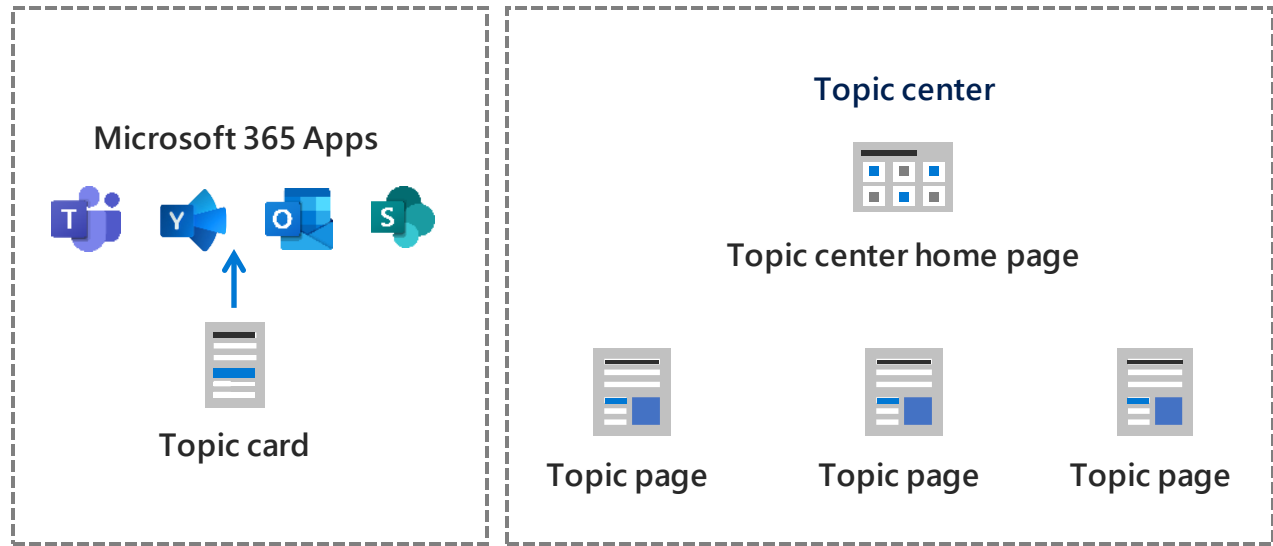 Microsoft 365 Apps
T
Y
O
S
Topic card
Topic center
Topic center home page
Topic page
Topic page
Topic page